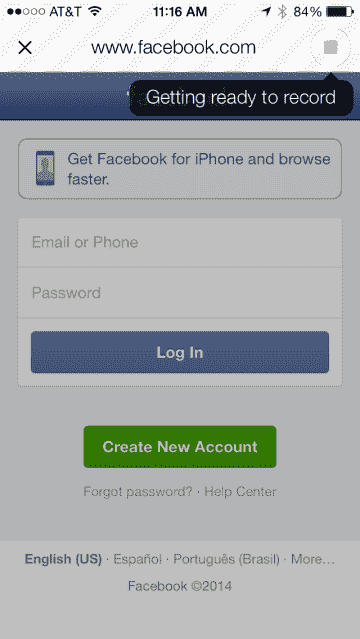 AT&T 11:16 AM 84%
www.facebook.com
Getting ready to record
Get Facebook for iPhone and browse
faster.
Email or Phone
Password
Log In
Create New Account
Forgot password? · Help Center
English (US) · Español · Português (Brasil) · More…
Facebook ©2014